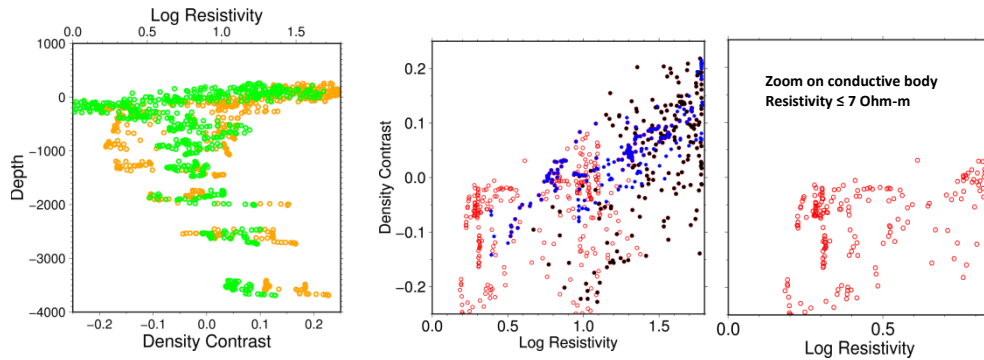 Log Resistivity
0.0 0.5 1.0 1.5
1000
0
−1000
−2000
−3000
−4000
Depth
−0.2 −0.1 0.0 0.1 0.2
Density Contrast
0.2
0.1
0.0
−0.1
−0.2
Density Contrast
0.0 0.5 1.0 1.5
Log Resistivity
Zoom on conductive body
Resistivity ≤ 7 Ohm-m
0.0 0.5
Log Resistivity